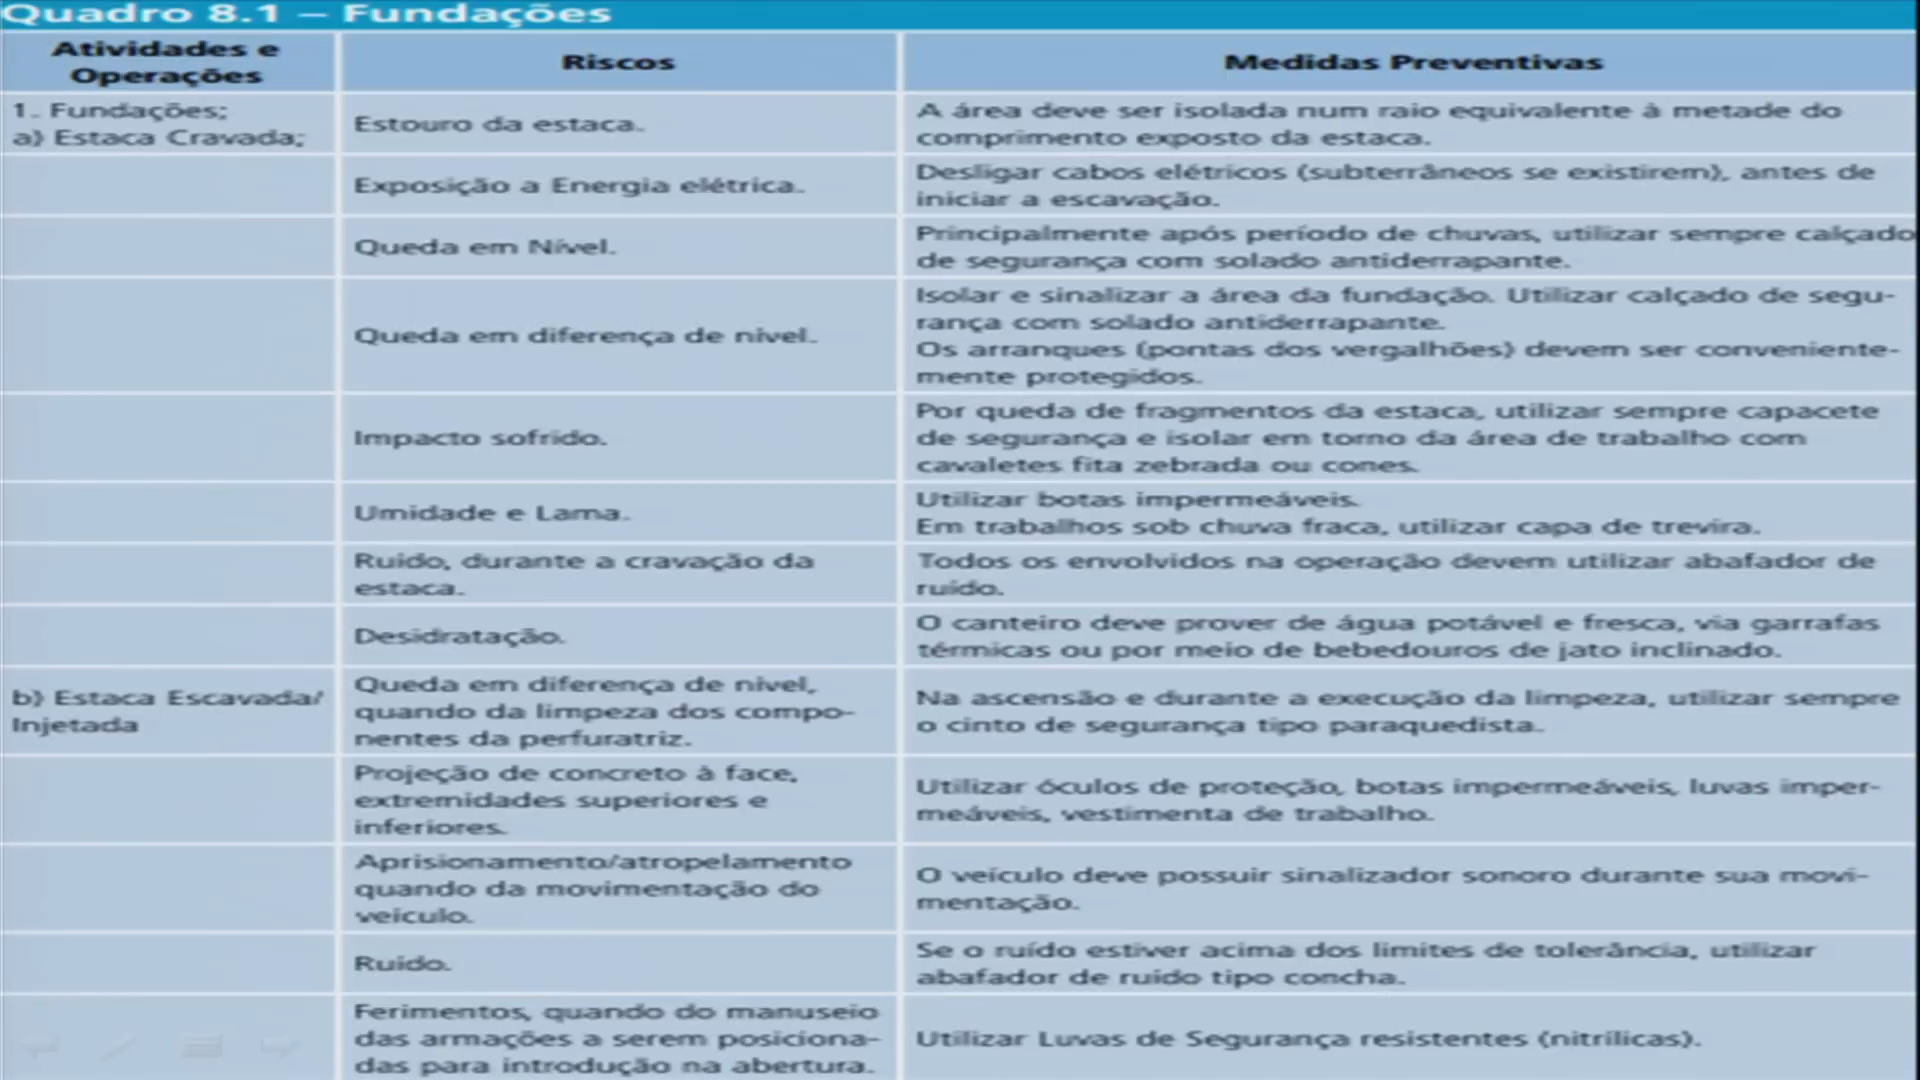 Quadro 8.1 – Fundações
Atividades e
Operações
Riscos
Medidas Preventivas
1. Fundações;
a) Estaca Cravada;
Estouro da estaca.
A área deve ser isolada num raio equivalente à metade do
comprimento exposto da estaca.
Exposição a Energia elétrica.
Desligar cabos elétricos (subterrâneos se existirem), antes de
iniciar a escavação.
Queda em Nível.
Principalmente após período de chuvas, utilizar sempre calçado
de segurança com solado antiderrapante.
Queda em diferença de nível.
Isolar e sinalizar a área da fundação. Utilizar calçado de segu-
rança com solado antiderrapante.
Os arranques (pontas dos vergalhões) devem ser conveniente-
mente protegidos.
Impacto sofrido.
Por queda de fragmentos da estaca, utilizar sempre capacete
de segurança e isolar em torno da área de trabalho com
cavaletes fita zebrada ou cones.
Umidade e Lama.
Utilizar botas impermeáveis.
Em trabalhos sob chuva fraca, utilizar capa de trevira.
Ruído, durante a cravação da
estaca.
Todos os envolvidos na operação devem utilizar abafador de
ruído.
Desidratação.
O canteiro deve prover de água potável e fresca, via garrafas
térmicas ou por meio de bebedouros de jato inclinado.
b) Estaca Escavada/
Injetada
Queda em diferença de nível,
quando da limpeza dos compo-
nentes da perfuratriz.
Na ascensão e durante a execução da limpeza, utilizar sempre
o cinto de segurança tipo paraquedista.
Projeção de concreto à face,
extremidades superiores e
inferiores.
Utilizar óculos de proteção, botas impermeáveis, luvas imper-
meáveis, vestimenta de trabalho.
Aprisionamento/atropelamento
quando da movimentação do
veículo.
O veículo deve possuir sinalizador sonoro durante sua movi-
mentação.
Ruído.
Se o ruído estiver acima dos limites de tolerância, utilizar
abafador de ruído tipo concha.
Ferimentos, quando do manuseio
das armações a serem posiciona-
das para introdução na abertura.
Utilizar Luvas de Segurança resistentes (nitrílicas).